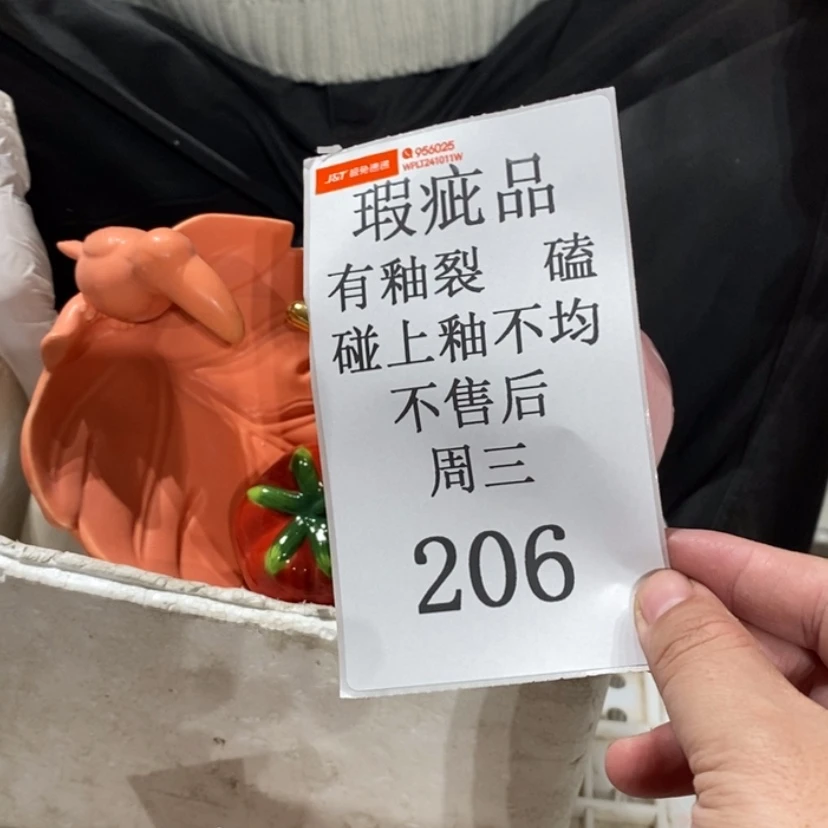 J&T 极兔速递
956025
WPLT241011W
瑕疵品
有釉裂 磕
碰上釉不均
不售后
周三
206